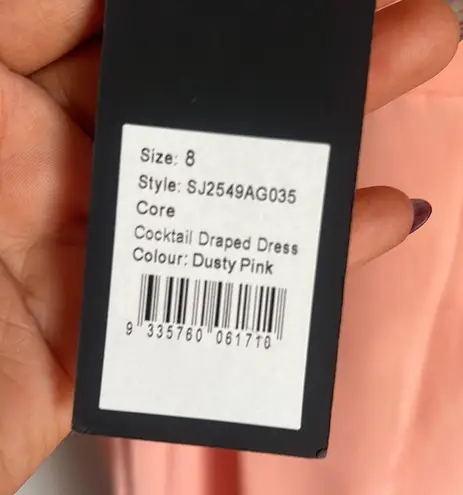 Size: 8
Style: SJ2549AG035
Core
Cocktail Draped Dress
Colour: Dusty Pink
9 335760 061710